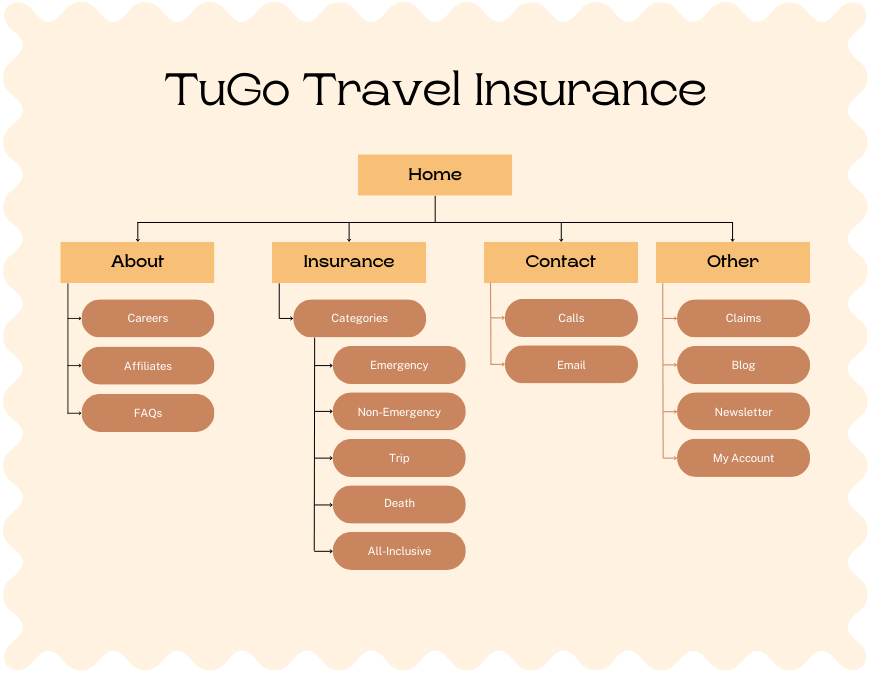 TuGo Travel Insurance
Home
About
Insurance
Contact
Other
Careers
Affiliates
FAQs
Categories
Emergency
Non-Emergency
Trip
Death
All-Inclusive
Calls
Email
Claims
Blog
Newsletter
My Account